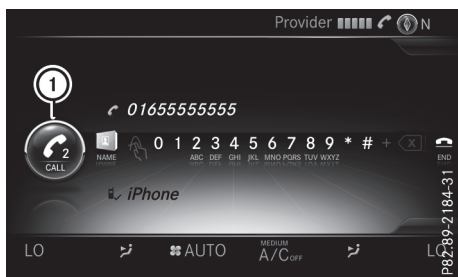 Provider N
1
01655555555
2
CALL
NAME
0 1 2 3 4 5 6 7 8 9 * # + X
ABC DEF GHI JKL MNO PQRS TUV WXYZ
END
iPhone
LO AUTO MEDIUM A/C OFF LO
P82.89-2184-31